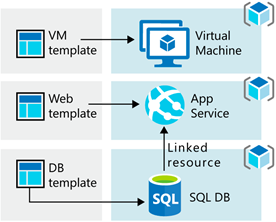 VM
template
Virtual
Machine
Web
template
App
Service
Linked
resource
DB
template
SQL
SQL DB